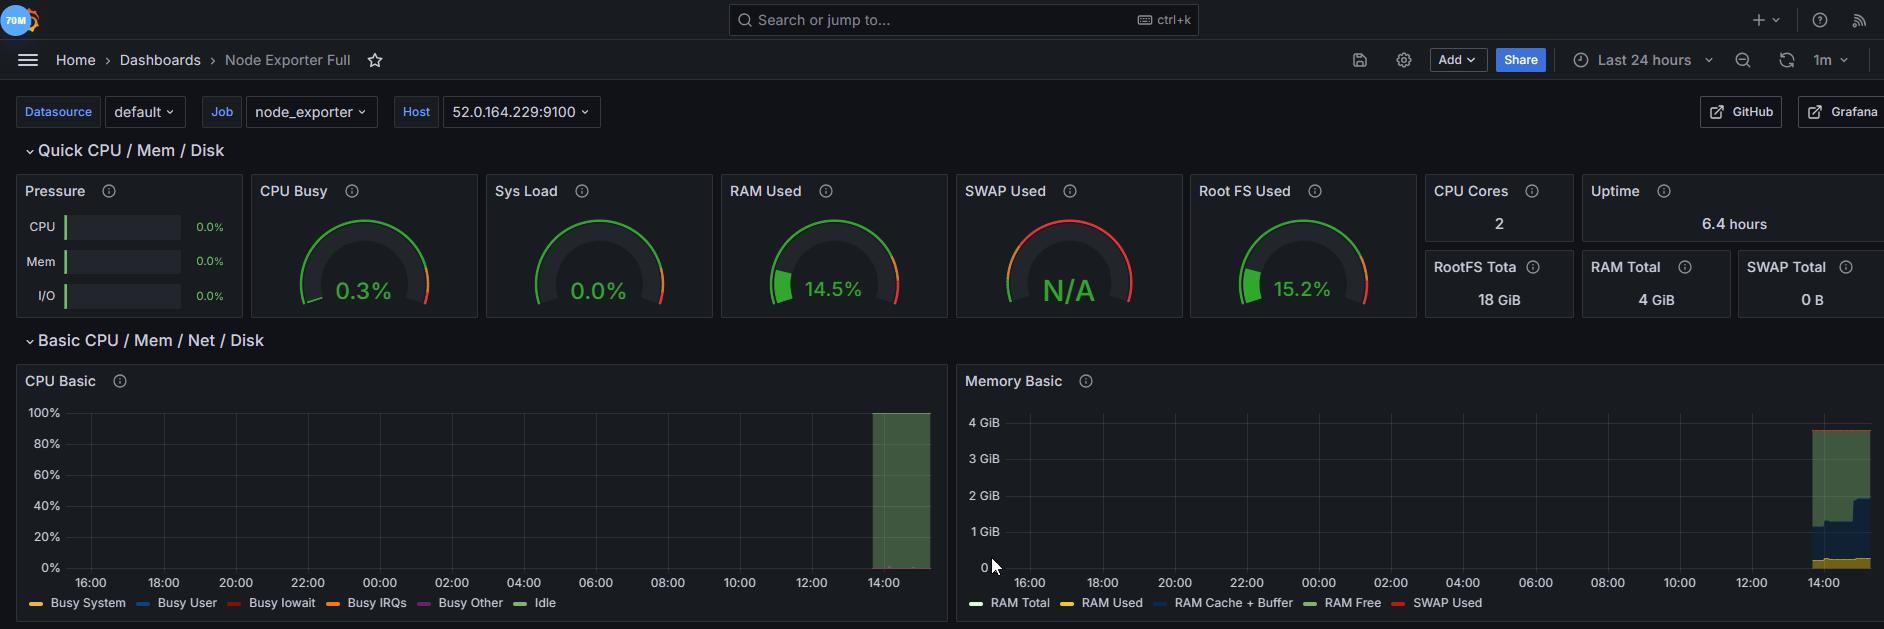 70M
Search or jump to...
ctrl+k
Home › Dashboards › Node Exporter Full
Add
Share
Last 24 hours
1m
Datasource default Job node_exporter Host 52.0.164.229:9100
GitHub
Grafana
Quick CPU / Mem / Disk
Pressure
CPU 0.0%
Mem 0.0%
I/O 0.0%
CPU Busy
0.3%
Sys Load
0.0%
RAM Used
14.5%
SWAP Used
N/A
Root FS Used
15.2%
CPU Cores
2
Uptime
6.4 hours
RootFS Tota
18 GiB
RAM Total
4 GiB
SWAP Total
0 B
Basic CPU / Mem / Net / Disk
CPU Basic
100%
80%
60%
40%
20%
0%
16:00 18:00 20:00 22:00 00:00 02:00 04:00 06:00 08:00 10:00 12:00 14:00
Busy System Busy User Busy Iowait Busy IRQs Busy Other Idle
Memory Basic
4 GiB
3 GiB
2 GiB
1 GiB
0
16:00 18:00 20:00 22:00 00:00 02:00 04:00 06:00 08:00 10:00 12:00 14:00
RAM Total RAM Used RAM Cache + Buffer RAM Free SWAP Used